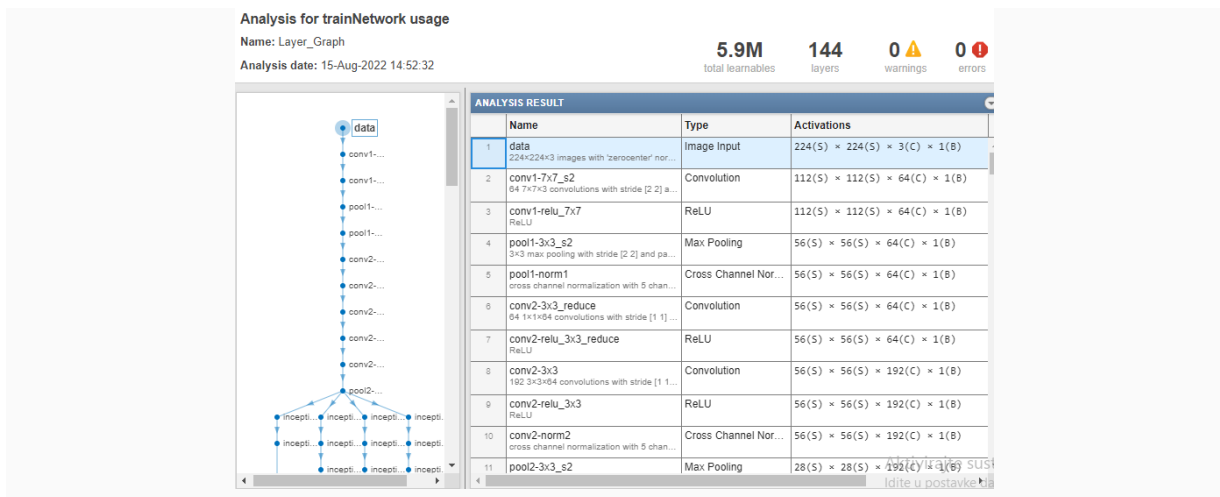 Analysis for trainNetwork usage
Name: Layer_Graph
Analysis date: 15-Aug-2022 14:52:32
5.9M
total learnables
144
layers
0
warnings
0
errors
data
conv1-...
conv1-...
pool1-...
pool1-...
conv2-...
conv2-...
conv2-...
conv2-...
conv2-...
pool2-...
incepti... incepti... incepti... incepti...
incepti... incepti... incepti... incepti...
incepti... incepti... incepti... incepti...
ANALYSIS RESULT
Name Type Activations
1 data Image Input 224(S) × 224(S) × 3(C) × 1(B)
224×224×3 images with 'zerocenter' nor...
2 conv1-7x7_s2 Convolution 112(S) × 112(S) × 64(C) × 1(B)
64 7×7×3 convolutions with stride [2 2] a...
3 conv1-relu_7x7 ReLU 112(S) × 112(S) × 64(C) × 1(B)
ReLU
4 pool1-3x3_s2 Max Pooling 56(S) × 56(S) × 64(C) × 1(B)
3×3 max pooling with stride [2 2] and pa...
5 pool1-norm1 Cross Channel Nor... 56(S) × 56(S) × 64(C) × 1(B)
cross channel normalization with 5 chan...
6 conv2-3x3_reduce Convolution 56(S) × 56(S) × 64(C) × 1(B)
64 1×1×64 convolutions with stride [1 1] ...
7 conv2-relu_3x3_reduce ReLU 56(S) × 56(S) × 64(C) × 1(B)
ReLU
8 conv2-3x3 Convolution 56(S) × 56(S) × 192(C) × 1(B)
192 3×3×64 convolutions with stride [1 1...
9 conv2-relu_3x3 ReLU 56(S) × 56(S) × 192(C) × 1(B)
ReLU
10 conv2-norm2 Cross Channel Nor... 56(S) × 56(S) × 192(C) × 1(B)
cross channel normalization with 5 chan...
11 pool2-3x3_s2 Max Pooling 28(S) × 28(S) × 192(C) × 1(B)
Aktivirajte sust
Idite u postavke da